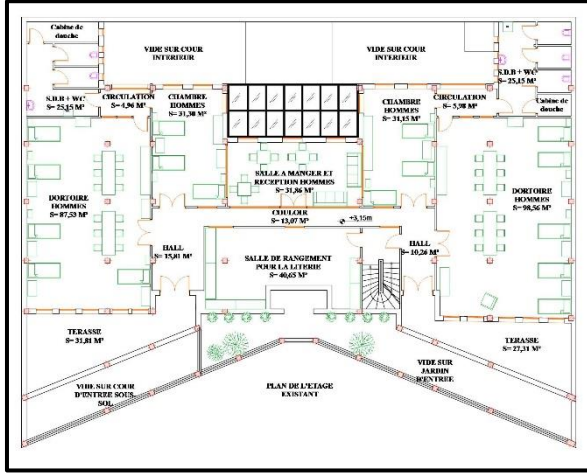 Cabine de
douche
VIDE SUR COUR
INTERIEUR
VIDE SUR COUR
INTERIEUR
S.D.B + WC
S= 25,15 M²
S.D.B + WC
S= 25,15 M²
CIRCULATION
S= 4,96 M²
CHAMBRE
HOMMES
S= 31,38 M²
CHAMBRE
HOMMES
S= 31,15 M²
CIRCULATION
S= 5,98 M²
Cabine de
douche
SALLE A MANGER ET
RECEPTION HOMMES
S= 31,86 M²
DORTOIRE
HOMMES
S= 87,53 M²
DORTOIRE
HOMMES
S= 98,56 M²
COULOIR
S= 13,07 M²
+3,15m
HALL
S= 15,81 M²
SALLE DE RANGEMENT
POUR LA LITERIE
S= 40,65 M²
HALL
S= 10,26 M²
TERASSE
S= 31,81 M²
TERASSE
S= 27,31 M²
VIDE SUR COUR
D'ENTREE SOUS-
SOL
PLAN DE L'ETAGE
EXISTANT
VIDE SUR
JARDIN
D'ENTREE